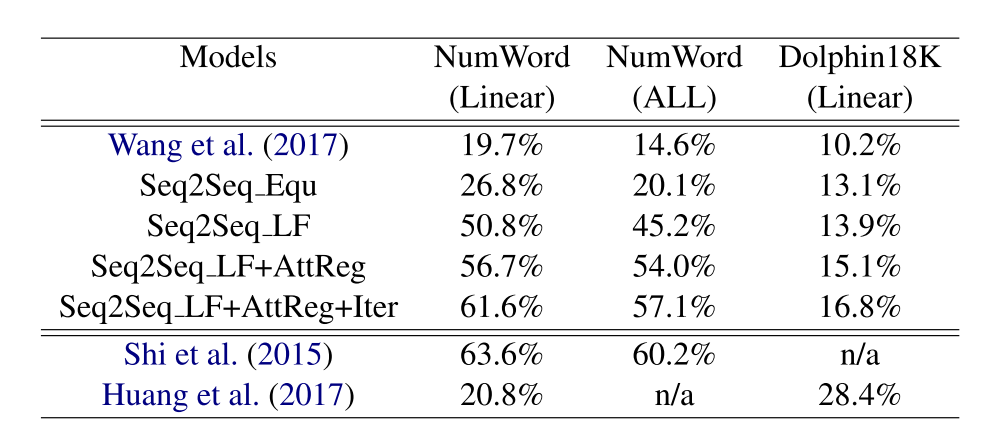 Models NumWord NumWord Dolphin18K
(Linear) (ALL) (Linear)
Wang et al. (2017) 19.7% 14.6% 10.2%
Seq2Seq_Equ 26.8% 20.1% 13.1%
Seq2Seq_LF 50.8% 45.2% 13.9%
Seq2Seq_LF+AttReg 56.7% 54.0% 15.1%
Seq2Seq_LF+AttReg+Iter 61.6% 57.1% 16.8%
Shi et al. (2015) 63.6% 60.2% n/a
Huang et al. (2017) 20.8% n/a 28.4%